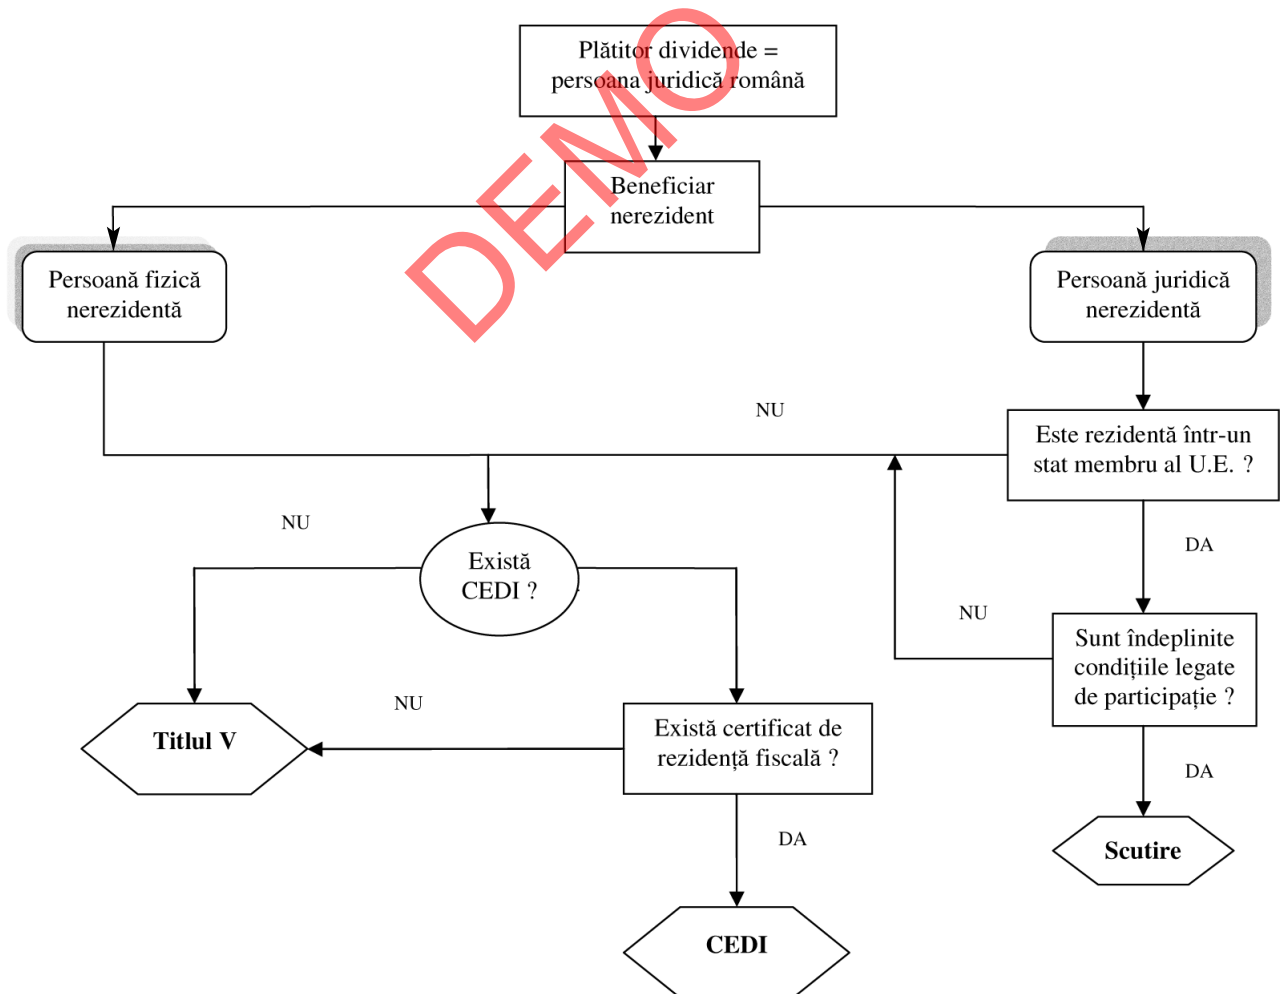 Plătitor dividende =
persoana juridică română
DEMO
Beneficiar
nerezident
Persoană fizică
nerezidentă
Persoană juridică
nerezidentă
NU
Este rezidentă într-un
stat membru al U.E. ?
NU
Există
CEDI ?
DA
NU
Sunt îndeplinite
condițiile legate
de participație ?
NU
Titlul V
Există certificat de
rezidență fiscală ?
DA
DA
Scutire
CEDI